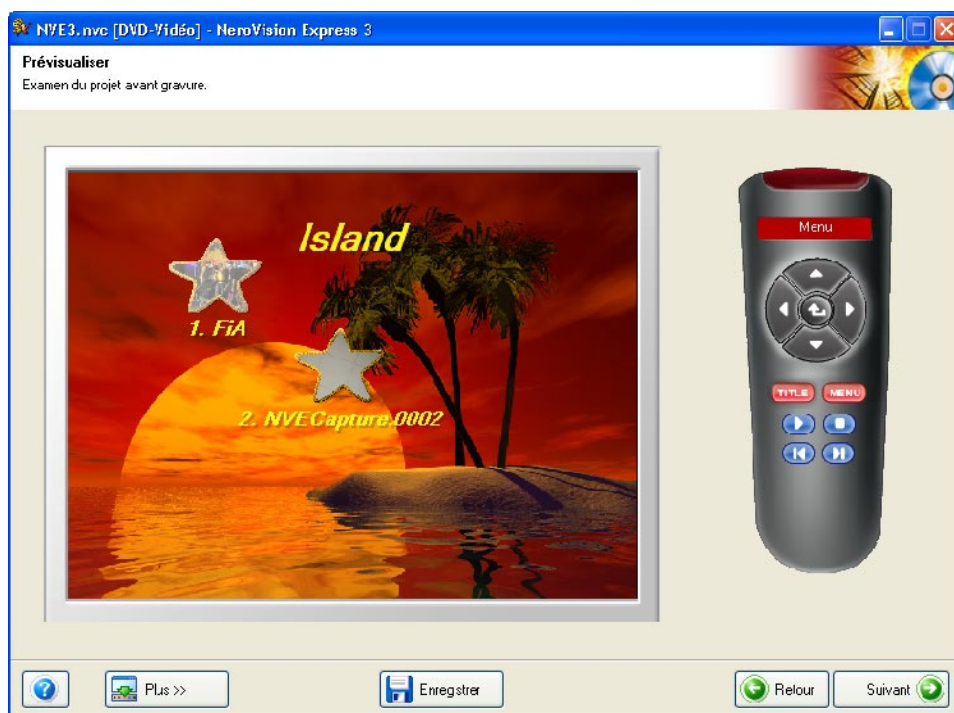 NVE3.nvc [DVD-Vidéo] - NeroVision Express 3
Prévisualiser
Examen du projet avant gravure.
Island
1. FiA
2. NVECapture.0002
Menu
TITLE MENU
Plus >>
Enregistrer
Retour
Suivant